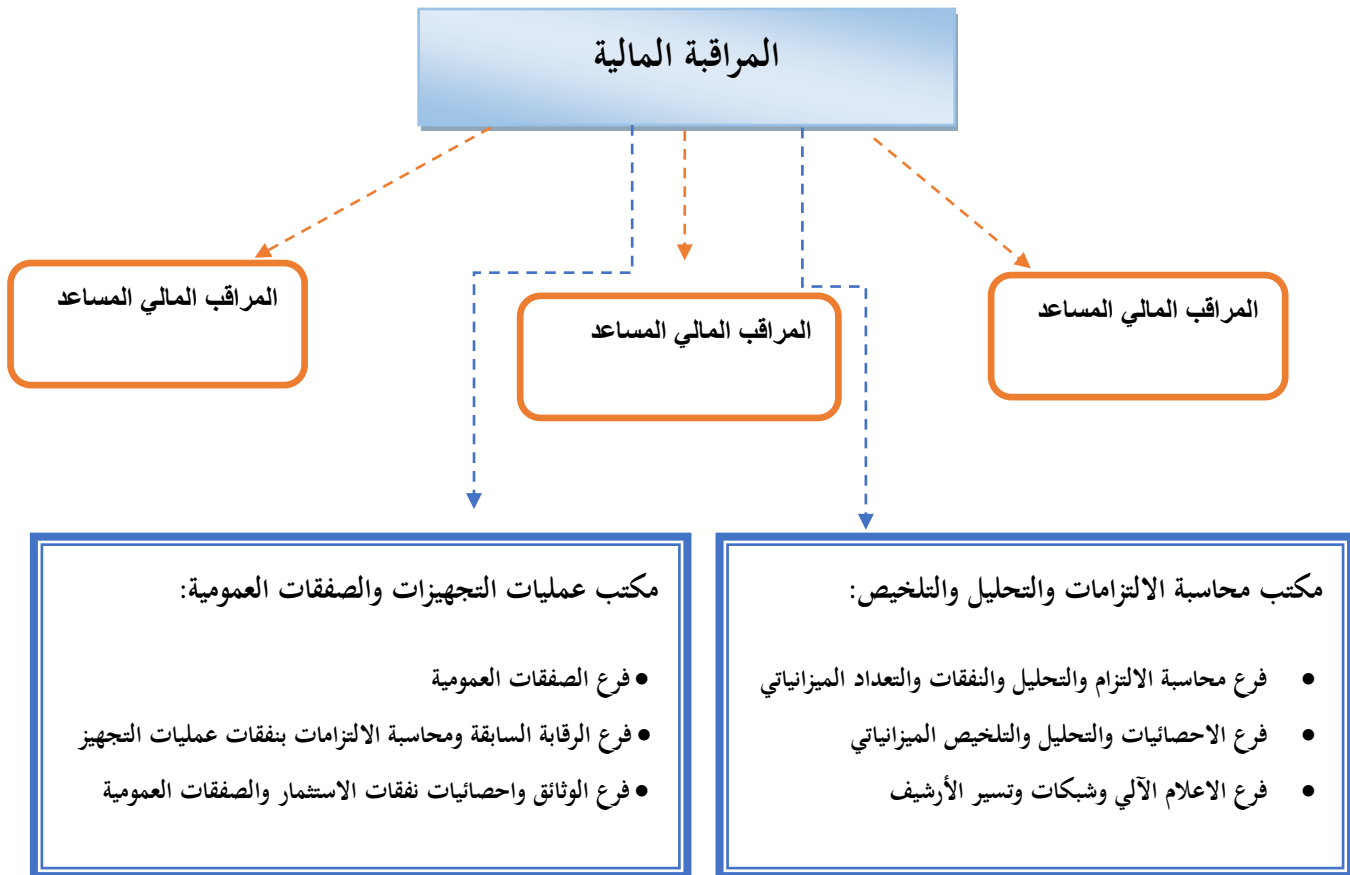 المراقبة المالية
المراقب المالي المساعد
المراقب المالي المساعد
المراقب المالي المساعد
مكتب محاسبة الالتزامات والتحليل والتلخيص:
• فرع محاسبة الالتزام والتحليل والنفقات والتعداد الميزانياتي
• فرع الاحصائيات والتحليل والتلخيص الميزانياتي
• فرع الاعلام الآلي وشبكات وتسير الأرشيف
مكتب عمليات التجهيزات والصفقات العمومية:
• فرع الصفقات العمومية
• فرع الرقابة السابقة ومحاسبة الالتزامات بنفقات عمليات التجهيز
• فرع الوثائق واحصائيات نفقات الاستثمار والصفقات العمومية